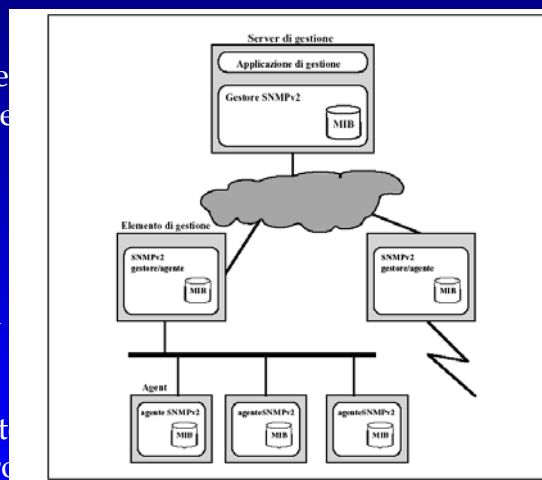 Server di gestione
Applicazione di gestione
Gestore SNMPv2
MIB
Elemento di gestione
SNMPv2
gestore/agente
MIB
SNMPv2
gestore/agente
MIB
Agent
agente SNMPv2
MIB
agenteSNMPv2
MIB
agenteSNMPv2
MIB